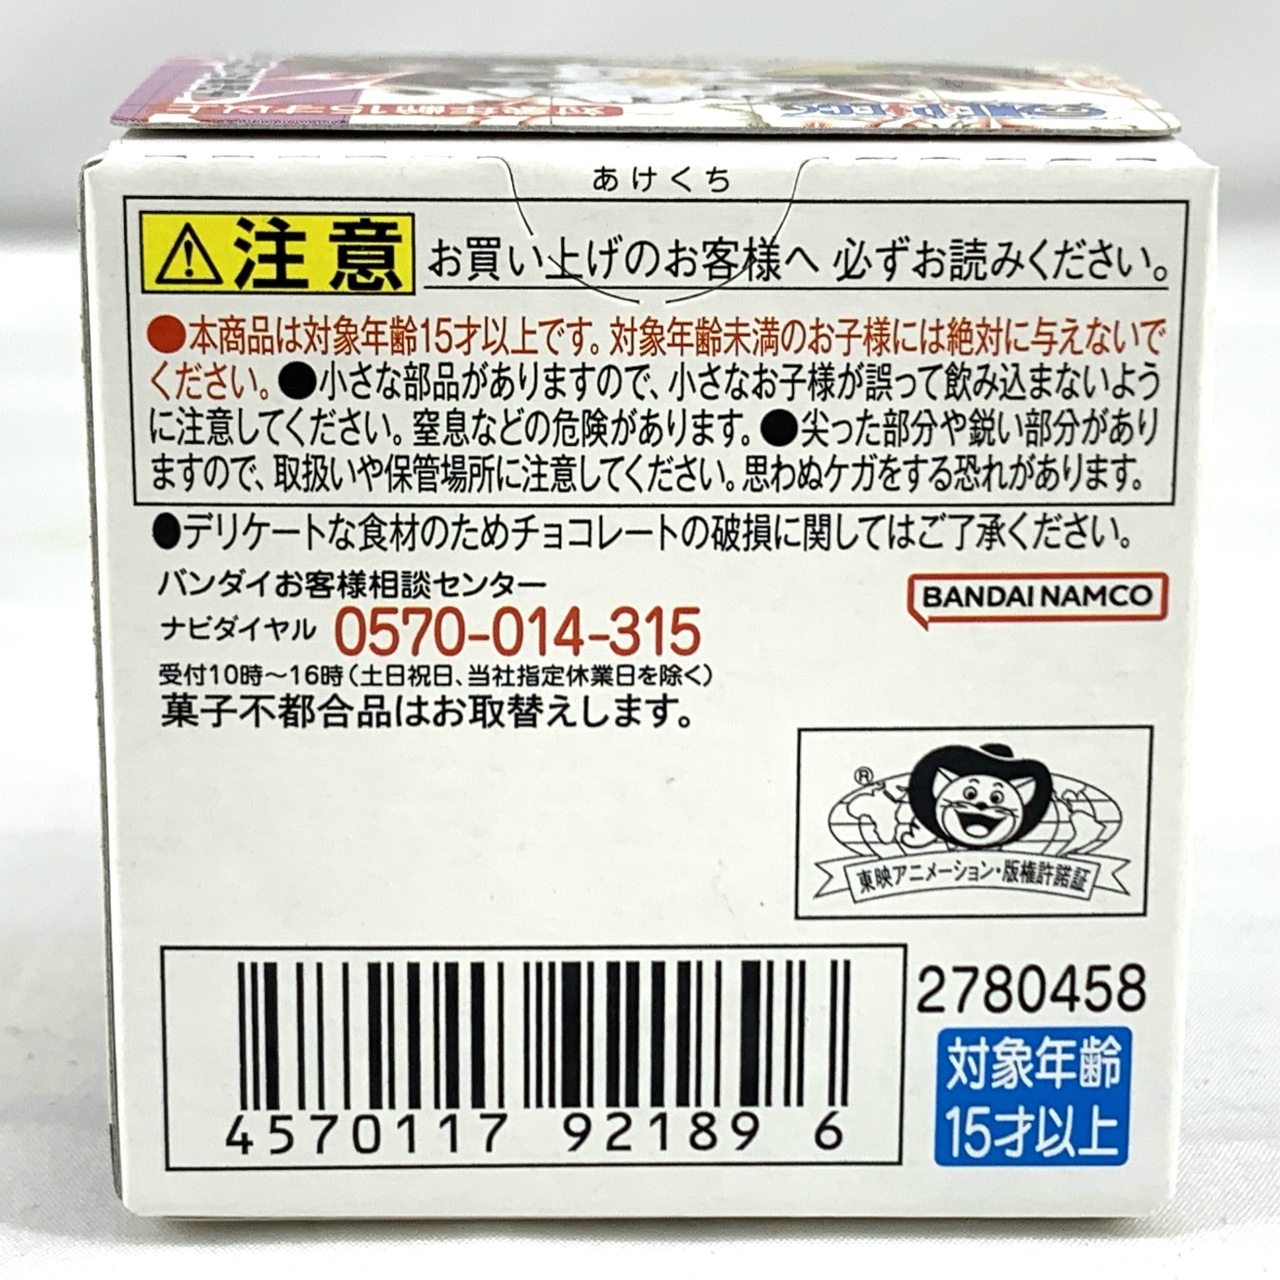 対象年齢15才以上
あけくち
注意 お買い上げのお客様へ 必ずお読みください。
●本商品は対象年齢15才以上です。対象年齢未満のお子様には絶対に与えないで
ください。●小さな部品がありますので、小さなお子様が誤って飲み込まないよう
に注意してください。窒息などの危険があります。●尖った部分や鋭い部分があり
ますので、取扱いや保管場所に注意してください。思わぬケガをする恐れがあります。
●デリケートな食材のためチョコレートの破損に関してはご了承ください。
バンダイお客様相談センター
ナビダイヤル 0570-014-315
受付10時～16時（土日祝日、当社指定休業日を除く）
菓子不都合品はお取替えします。
BANDAI NAMCO
®
東映アニメーション・版権許諾証
4570117 92189 6
2780458
対象年齢
15才以上